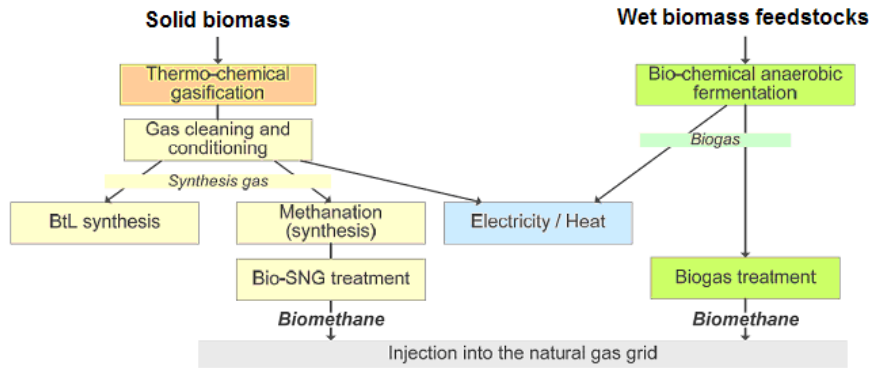 Solid biomass
Wet biomass feedstocks
Thermo-chemical
gasification
Bio-chemical anaerobic
fermentation
Gas cleaning and
conditioning
Biogas
Synthesis gas
BtL synthesis
Methanation
(synthesis)
Electricity / Heat
Bio-SNG treatment
Biogas treatment
Biomethane
Biomethane
Injection into the natural gas grid